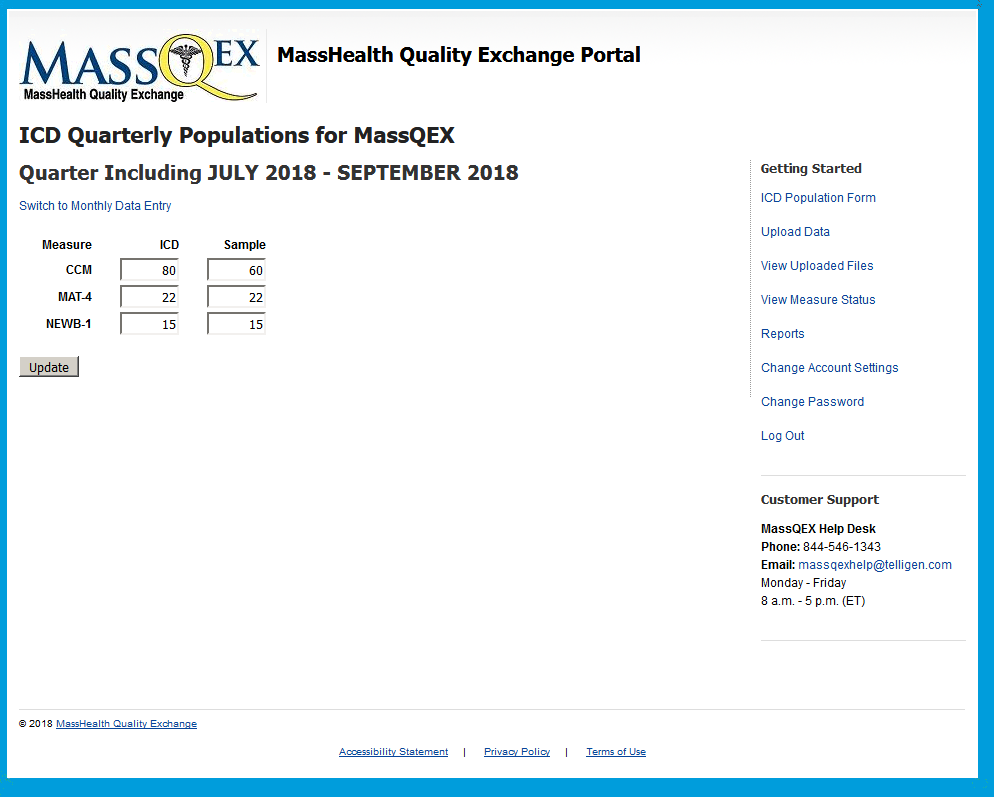 MASSQEX
MassHealth Quality Exchange
MassHealth Quality Exchange Portal
ICD Quarterly Populations for MassQEX
Quarter Including JULY 2018 - SEPTEMBER 2018
Switch to Monthly Data Entry
Measure ICD Sample
CCM 80 60
MAT-4 22 22
NEWB-1 15 15
Update
Getting Started
ICD Population Form
Upload Data
View Uploaded Files
View Measure Status
Reports
Change Account Settings
Change Password
Log Out
Customer Support
MassQEX Help Desk
Phone: 844-546-1343
Email: massqexhelp@telligen.com
Monday - Friday
8 a.m. - 5 p.m. (ET)
© 2018 MassHealth Quality Exchange
Accessibility Statement | Privacy Policy | Terms of Use